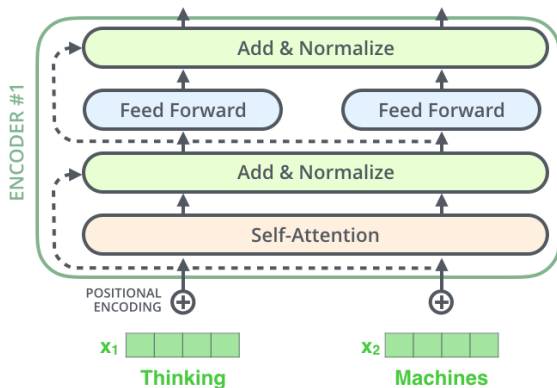 ENCODER #1
Add & Normalize
Feed Forward
Feed Forward
Add & Normalize
Self-Attention
POSITIONAL
ENCODING
x₁
x₂
Thinking
Machines